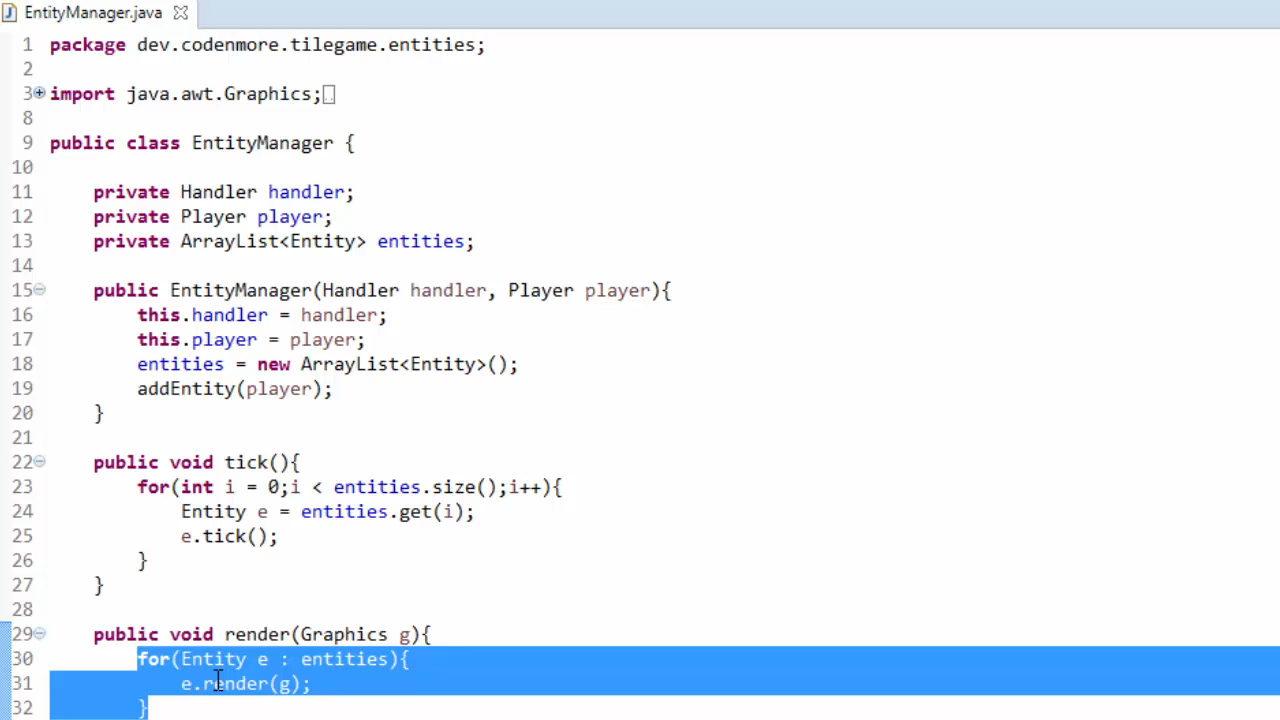 EntityManager.java
1 package dev.codenmore.tilegame.entities;
2
3 import java.awt.Graphics;
8
9 public class EntityManager {
10
11 private Handler handler;
12 private Player player;
13 private ArrayList<Entity> entities;
14
15 public EntityManager(Handler handler, Player player){
16 this.handler = handler;
17 this.player = player;
18 entities = new ArrayList<Entity>();
19 addEntity(player);
20 }
21
22 public void tick(){
23 for(int i = 0;i < entities.size();i++){
24 Entity e = entities.get(i);
25 e.tick();
26 }
27 }
28
29 public void render(Graphics g){
30 for(Entity e : entities){
31 e.render(g);
32 }